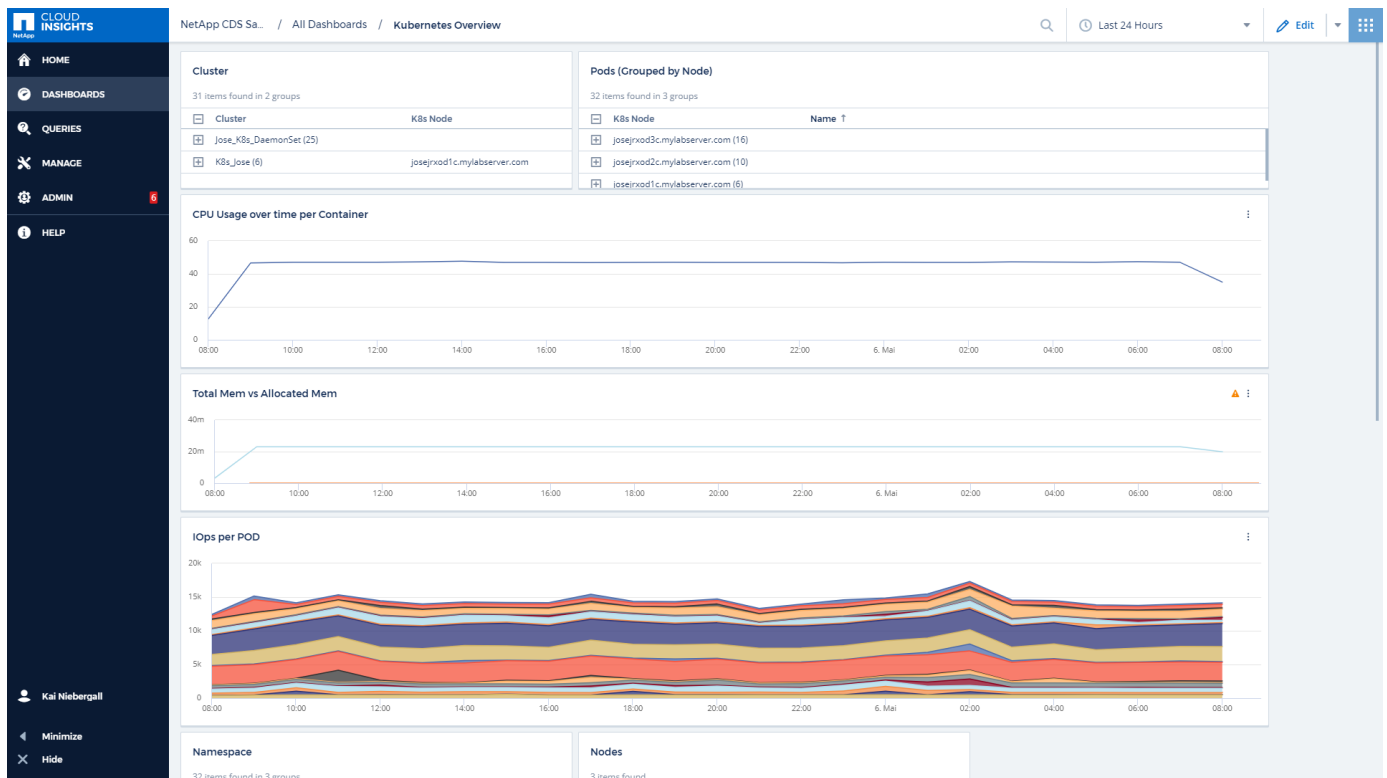 CLOUD
INSIGHTS
NetApp
NetApp CDS Sa... / All Dashboards / Kubernetes Overview
Last 24 Hours
Edit
HOME
DASHBOARDS
QUERIES
MANAGE
ADMIN 6
HELP
Kai Niebergall
Minimize
Hide
Cluster
31 items found in 2 groups
Cluster K8s Node
Jose_K8s_DaemonSet (25)
K8s_Jose (6) josejrxod1c.mylabserver.com
Pods (Grouped by Node)
32 items found in 3 groups
K8s Node Name ↑
josejrxod3c.mylabserver.com (16)
josejrxod2c.mylabserver.com (10)
josejrxod1c.mylabserver.com (6)
CPU Usage over time per Container
60
40
20
0
08:00 10:00 12:00 14:00 16:00 18:00 20:00 22:00 6. Mai 02:00 04:00 06:00 08:00
Total Mem vs Allocated Mem
40m
20m
0
08:00 10:00 12:00 14:00 16:00 18:00 20:00 22:00 6. Mai 02:00 04:00 06:00 08:00
IOps per POD
20k
15k
10k
5k
0
08:00 10:00 12:00 14:00 16:00 18:00 20:00 22:00 6. Mai 02:00 04:00 06:00 08:00
Namespace
32 items found in 3 groups
Nodes
3 items found